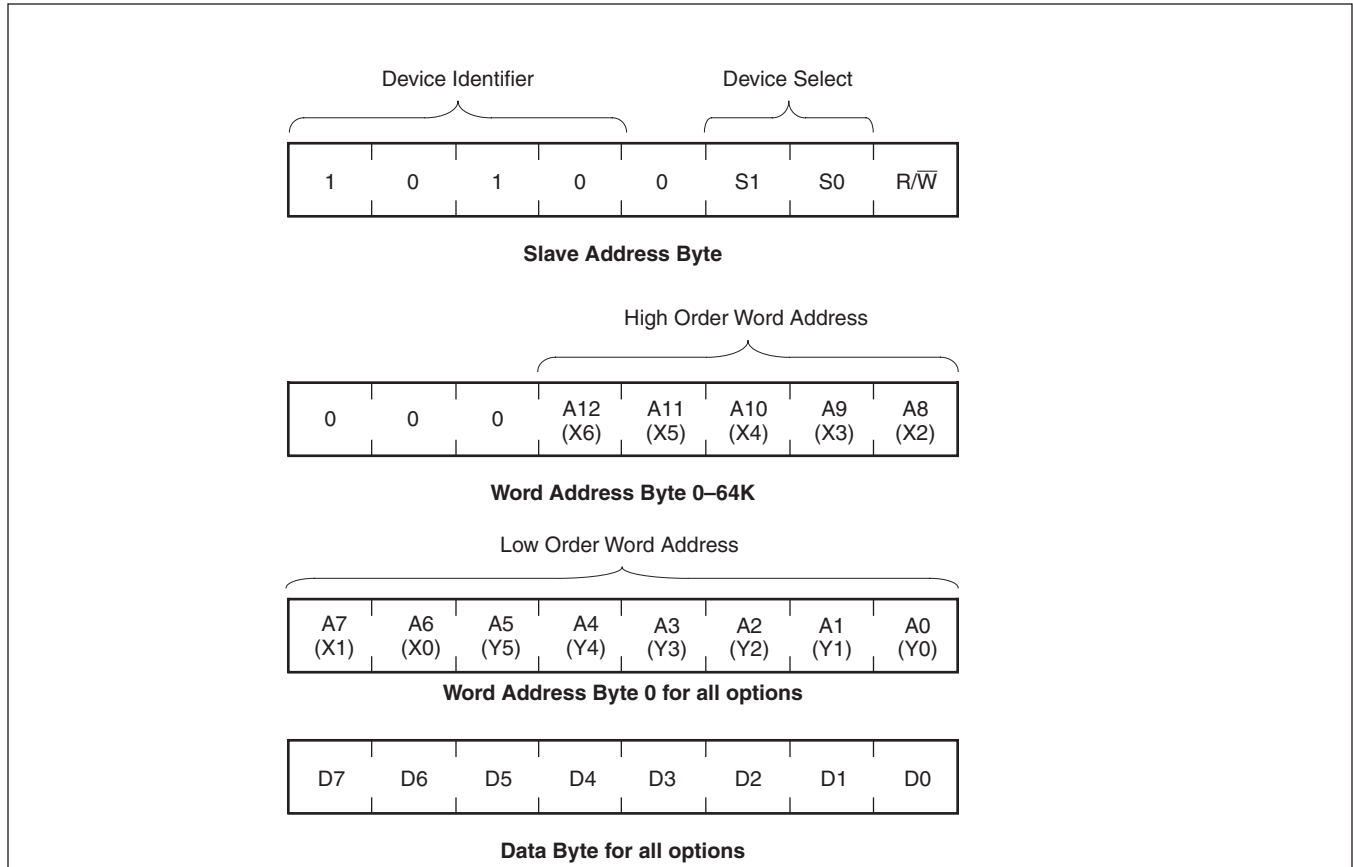 Device Identifier Device Select
1 0 1 0 0 S1 S0 R/W̅
Slave Address Byte
High Order Word Address
0 0 0 A12 A11 A10 A9 A8
(X6) (X5) (X4) (X3) (X2)
Word Address Byte 0–64K
Low Order Word Address
A7 A6 A5 A4 A3 A2 A1 A0
(X1) (X0) (Y5) (Y4) (Y3) (Y2) (Y1) (Y0)
Word Address Byte 0 for all options
D7 D6 D5 D4 D3 D2 D1 D0
Data Byte for all options